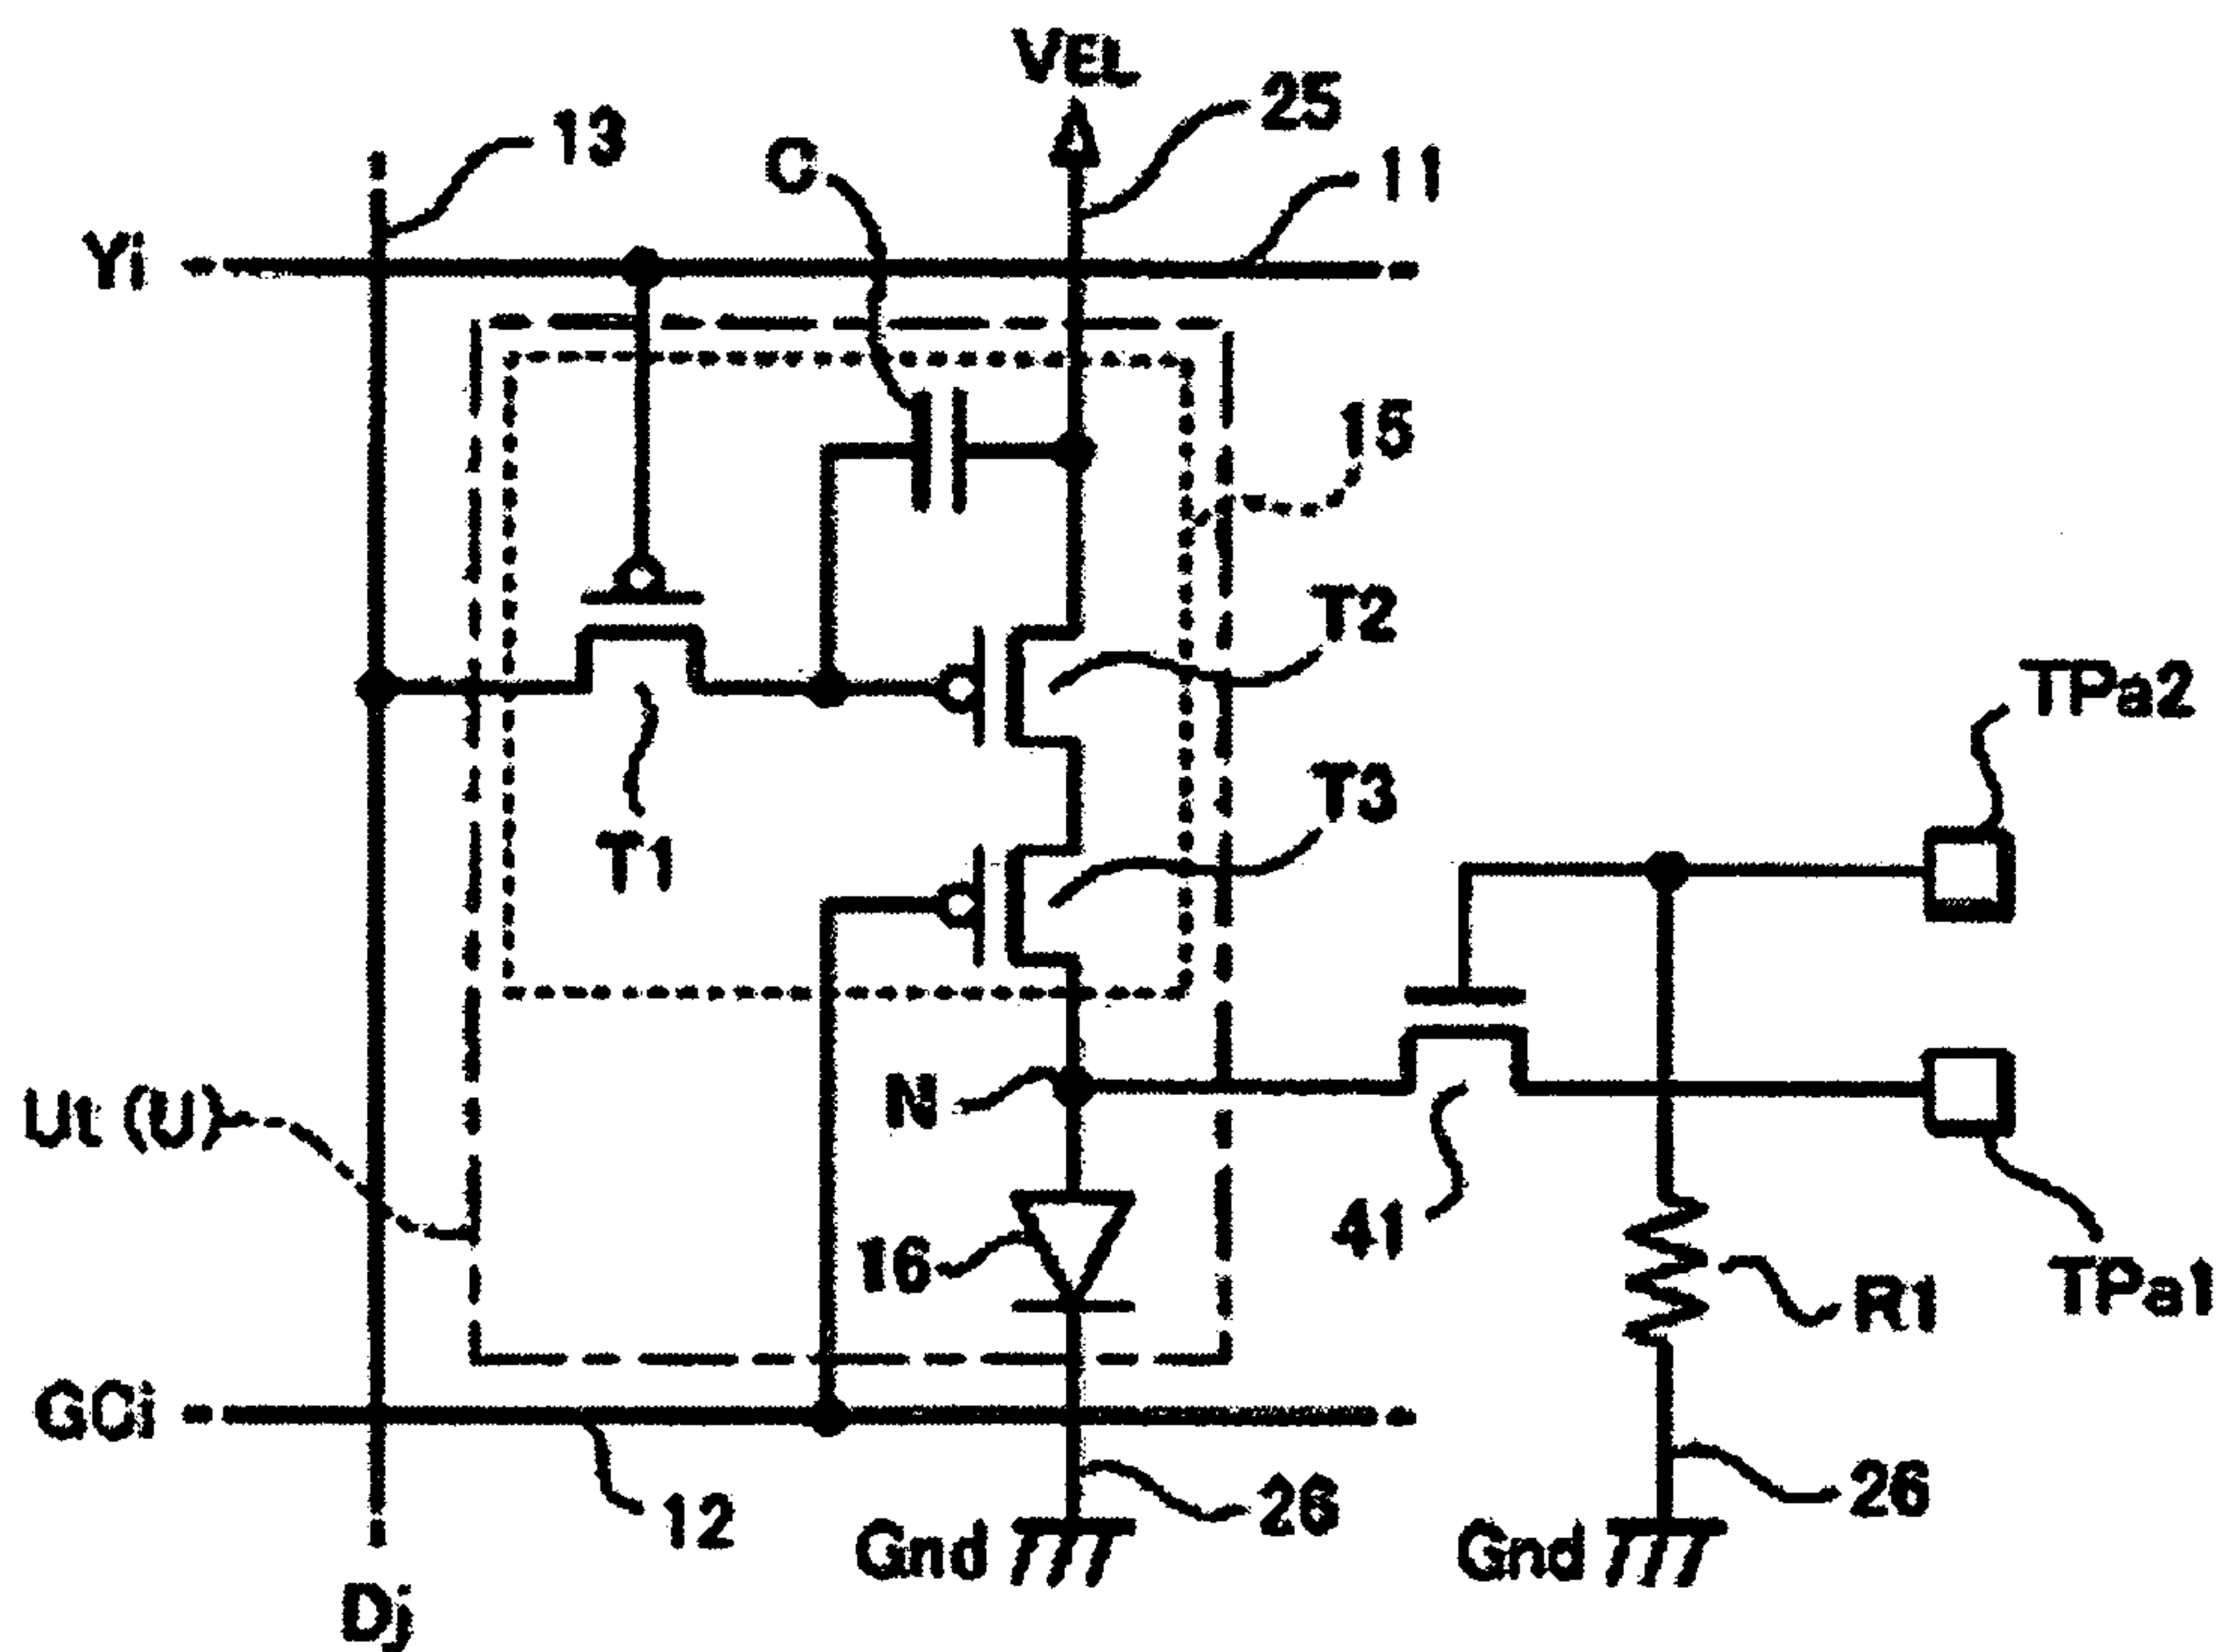 VEL
25
13
C
11
Yi
15
T2
TPa2
T3
T1
N
Ut (U)
41
16
R1
TPa1
GCi
12
26
26
Gnd
Gnd
Dj